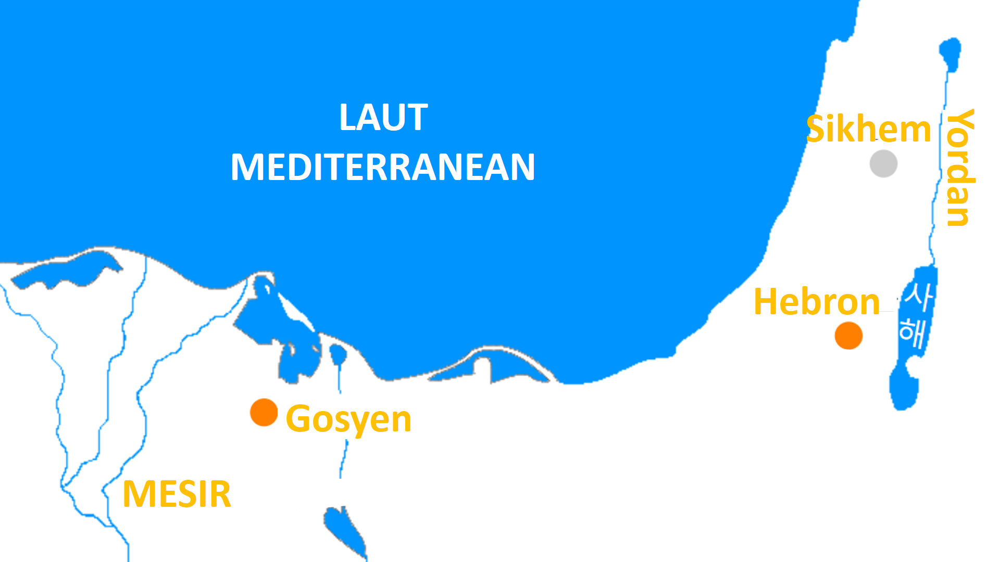 LAUT
MEDITERRANEAN
Sikhem
Yordan
Hebron
사
해
Gosyen
MESIR